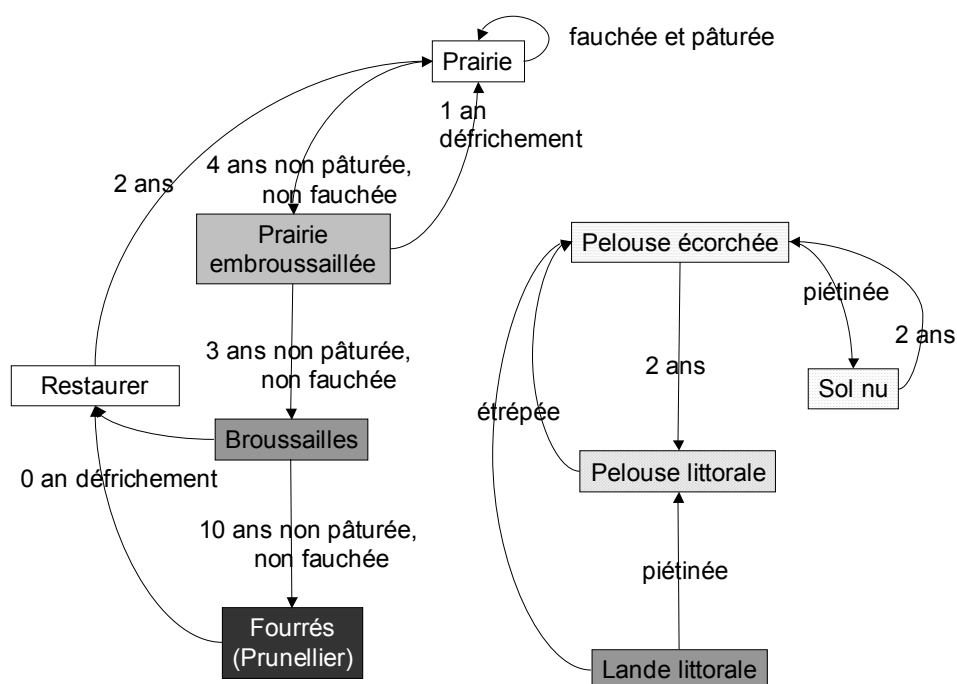 fauchée et pâturée
Prairie
1 an
défrichement
2 ans
4 ans non pâturée,
non fauchée
Prairie
embroussaillée
3 ans non pâturée,
non fauchée
Restaurer
Broussailles
0 an défrichement
10 ans non pâturée,
non fauchée
Fourrés
(Prunellier)
Pelouse écorchée
piétinée
2 ans
2 ans
Sol nu
étrépée
Pelouse littorale
piétinée
Lande littorale